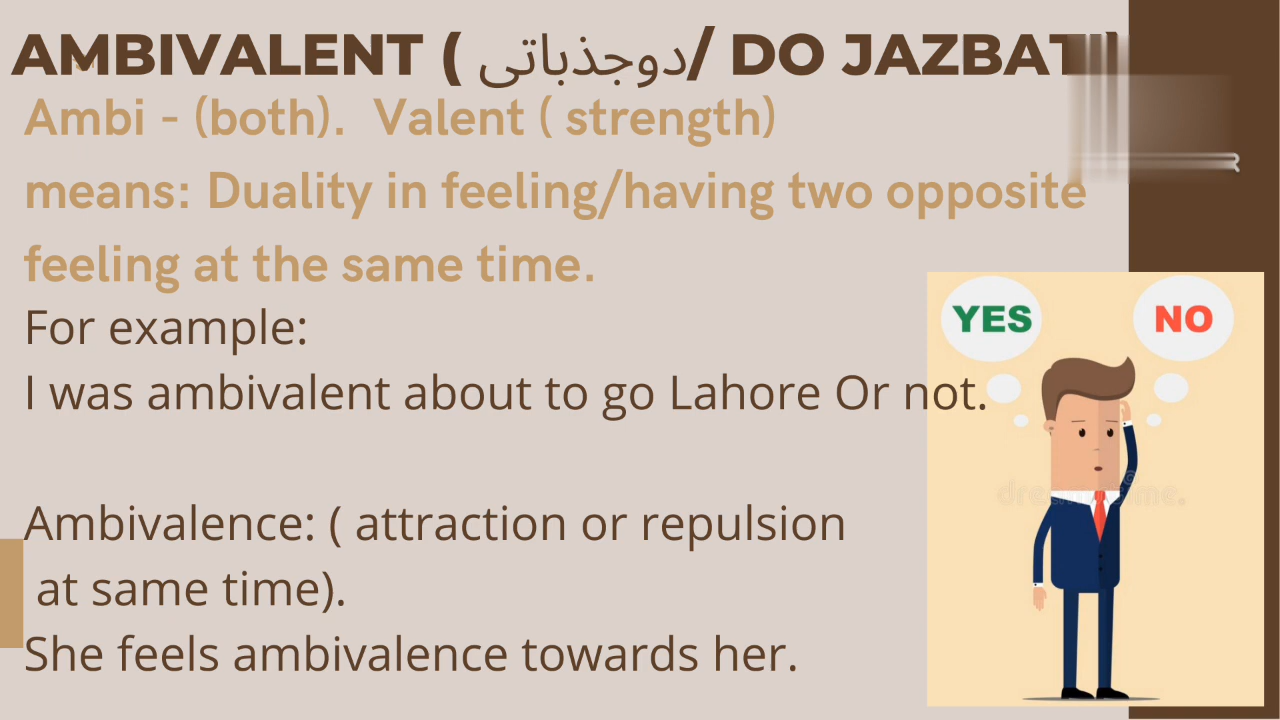 AMBIVALENT ( دوجذباتی/ DO JAZBATI)
Ambi - (both).  Valent ( strength)
means: Duality in feeling/having two opposite
feeling at the same time.
For example:
I was ambivalent about to go Lahore Or not.
Ambivalence: ( attraction or repulsion
at same time).
She feels ambivalence towards her.
YES
NO